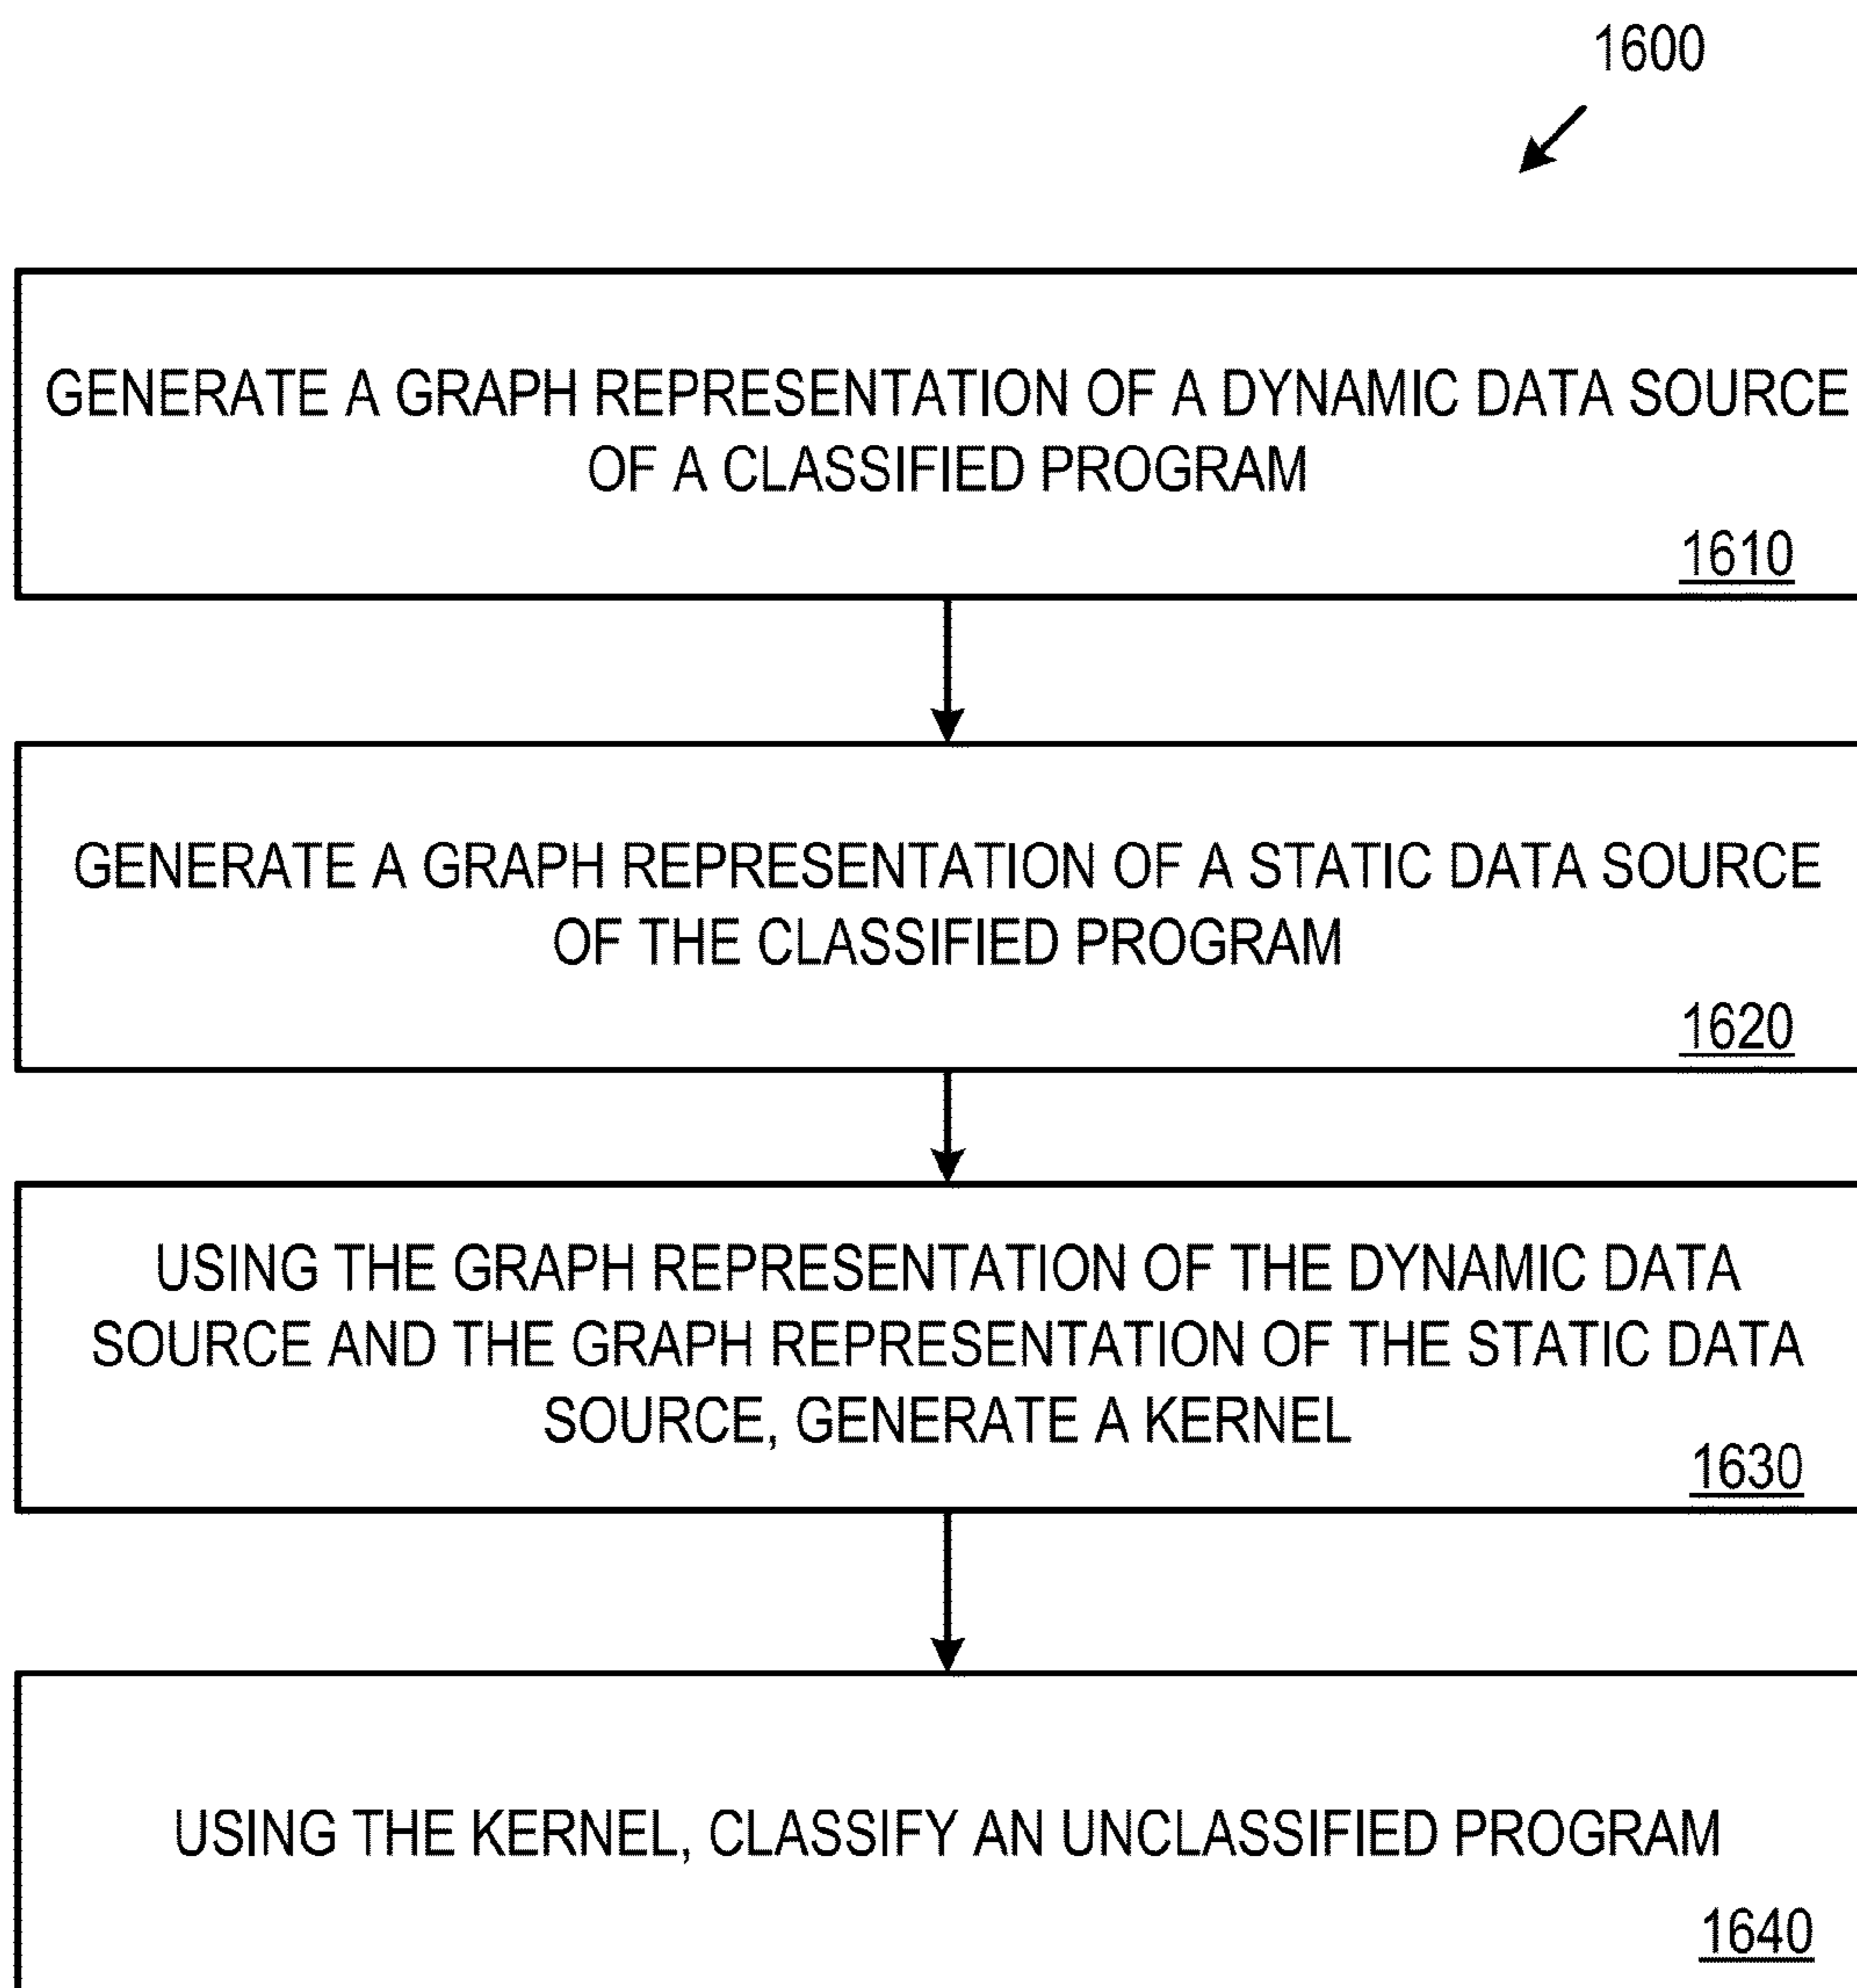 1600
GENERATE A GRAPH REPRESENTATION OF A DYNAMIC DATA SOURCE
OF A CLASSIFIED PROGRAM
1610
GENERATE A GRAPH REPRESENTATION OF A STATIC DATA SOURCE
OF THE CLASSIFIED PROGRAM
1620
USING THE GRAPH REPRESENTATION OF THE DYNAMIC DATA
SOURCE AND THE GRAPH REPRESENTATION OF THE STATIC DATA
SOURCE, GENERATE A KERNEL
1630
USING THE KERNEL, CLASSIFY AN UNCLASSIFIED PROGRAM
1640